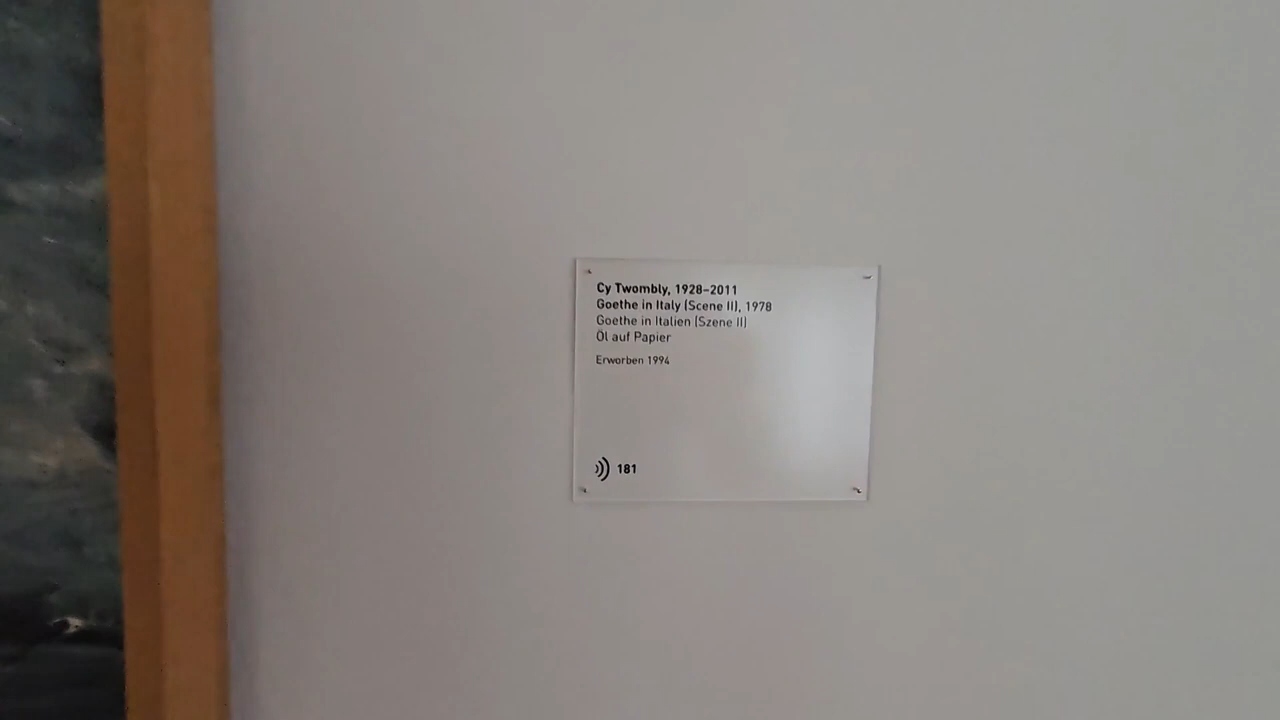 Cy Twombly, 1928–2011
Goethe in Italy (Scene II), 1978
Goethe in Italien (Szene II)
Öl auf Papier
Erworben 1994
181